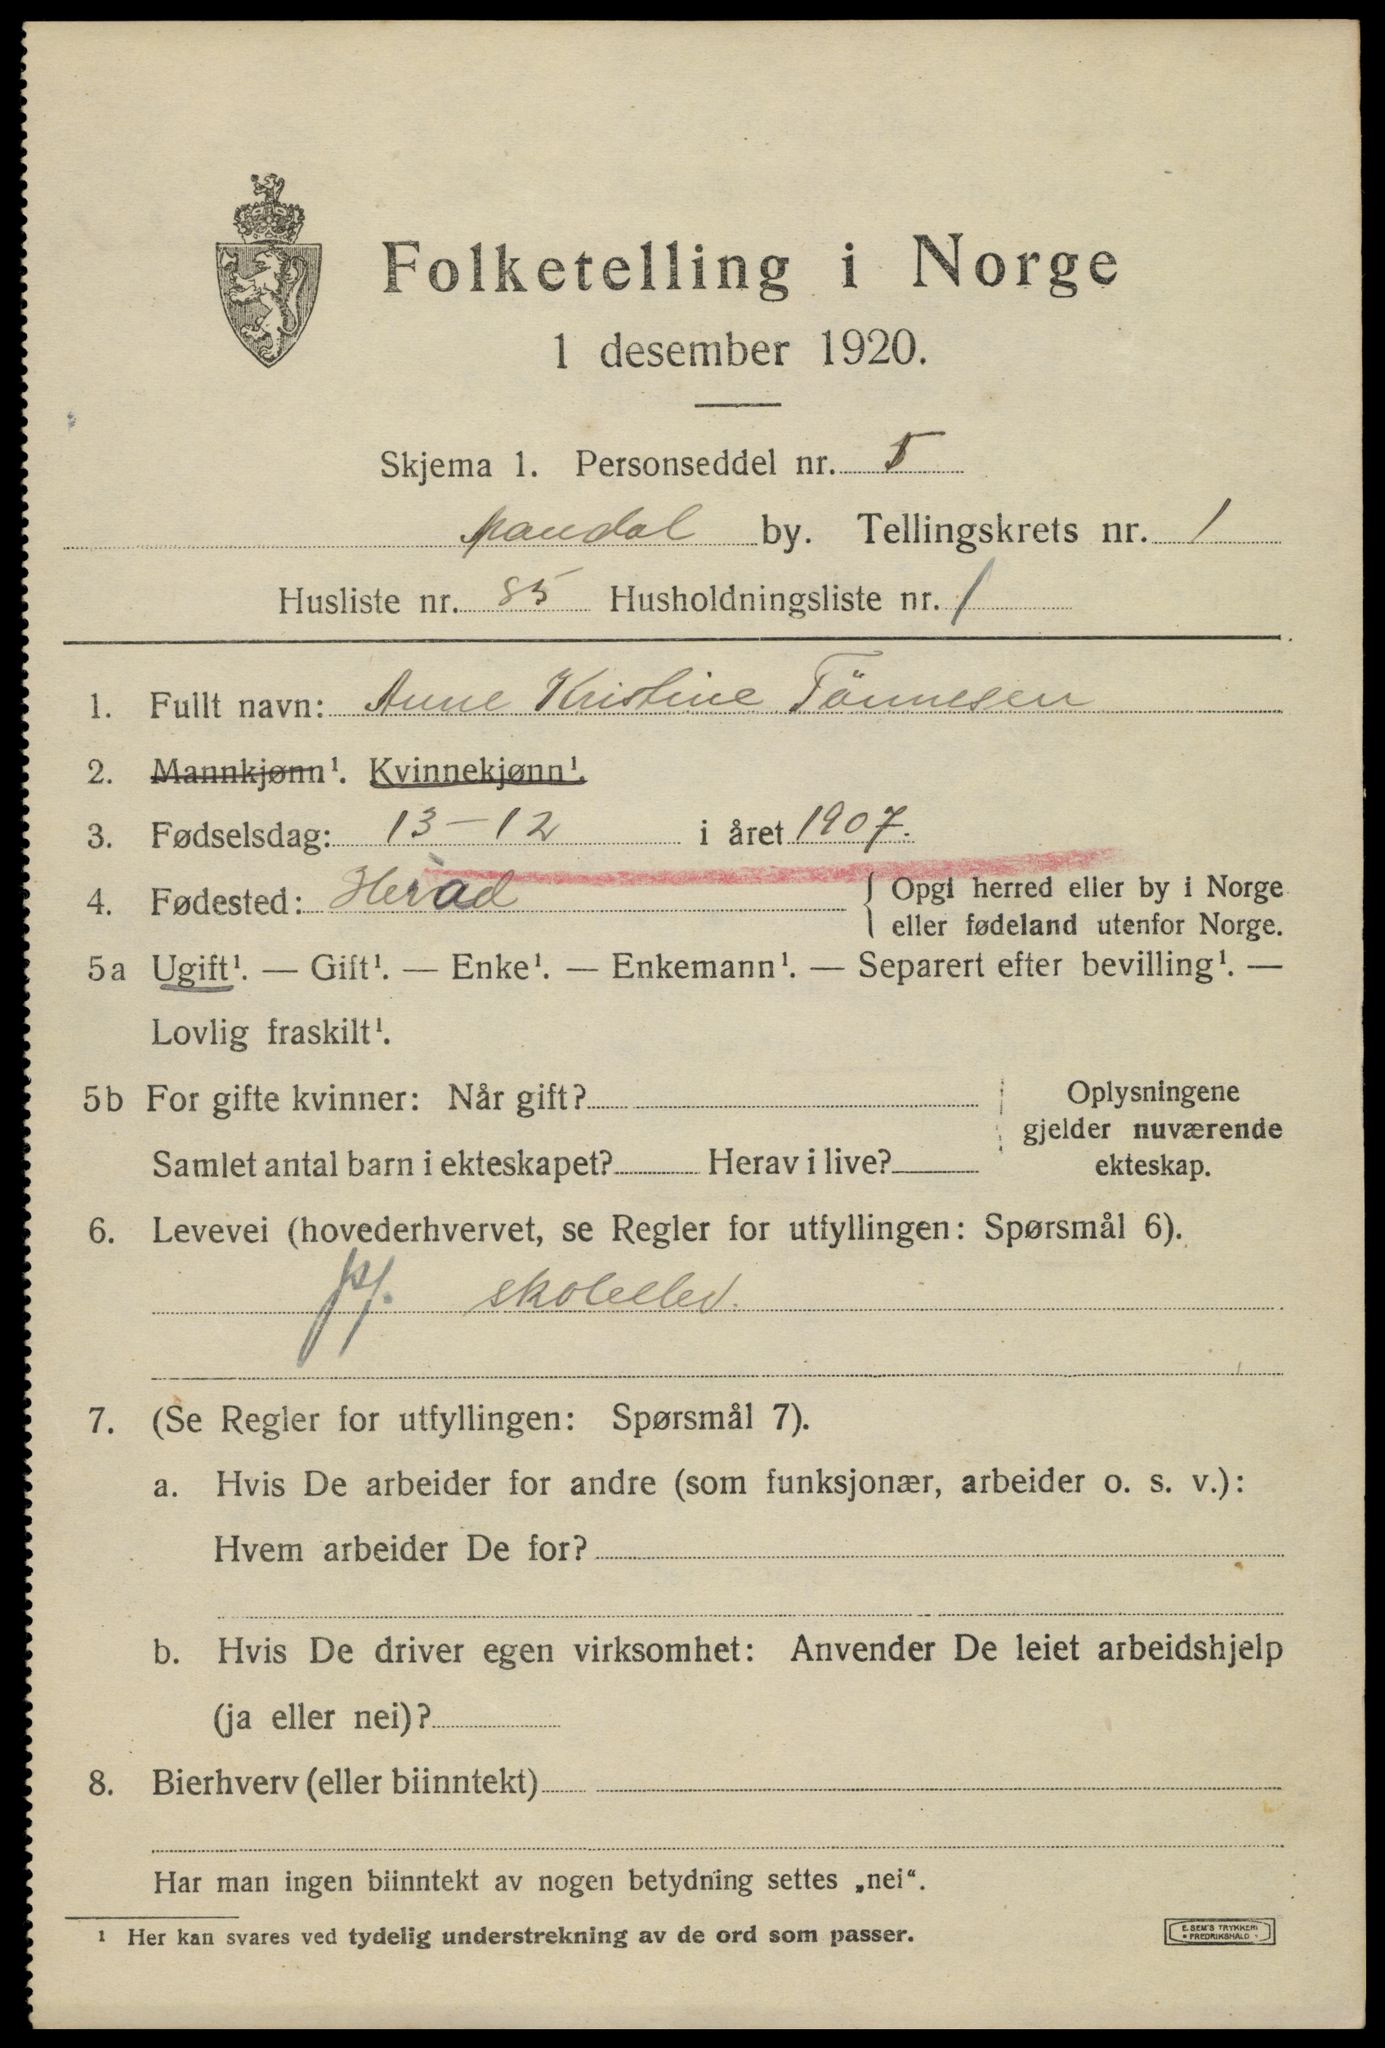 Folketelling i Norge
1 desember 1920.
Skjema 1. Personseddel nr. 5
Mandal by. Tellingskrets nr. 1
Husliste nr. 85 Husholdningsliste nr. 1
1. Fullt navn: Anne Kristine Tönnesen
2. Mannkjønn¹. Kvinnekjønn¹.
3. Fødselsdag: 13-12 i året 1907.
4. Fødested: Herad { Opgi herred eller by i Norge
eller fødeland utenfor Norge.
5a Ugift¹. — Gift¹. — Enke¹. — Enkemann¹. — Separert efter bevilling¹. —
Lovlig fraskilt¹.
5b For gifte kvinner: Når gift?
Samlet antal barn i ekteskapet? Herav i live?
Oplysningene
gjelder nuværende
ekteskap.
6. Levevei (hovederhvervet, se Regler for utfyllingen: Spørsmål 6).
pf. skoleelev.
7. (Se Regler for utfyllingen: Spørsmål 7).
a. Hvis De arbeider for andre (som funksjonær, arbeider o. s. v.):
Hvem arbeider De for?
b. Hvis De driver egen virksomhet: Anvender De leiet arbeidshjelp
(ja eller nei)?
8. Bierhverv (eller biinntekt)
Har man ingen biinntekt av nogen betydning settes „nei“.
¹ Her kan svares ved tydelig understrekning av de ord som passer.
E. SEM'S TRYKKERI
FREDRIKSHALD